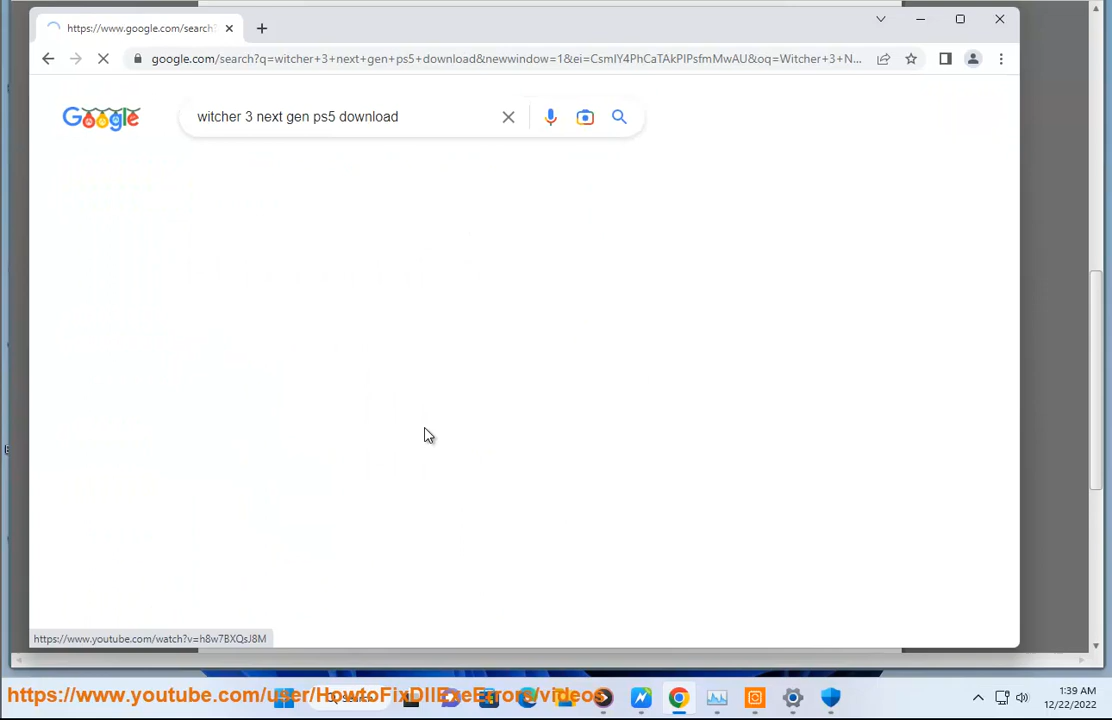 https://www.google.com/search?
google.com/search?q=witcher+3+next+gen+ps5+download&newwindow=1&ei=CsmlY4PhCaTAkPIPsfmMwAU&oq=Witcher+3+N...
Google
witcher 3 next gen ps5 download
https://www.youtube.com/watch?v=h8w7BXQsJ8M
https://www.youtube.com/user/HowtoFixDllExeErrors/videos
Search
1:39 AM
12/22/2022